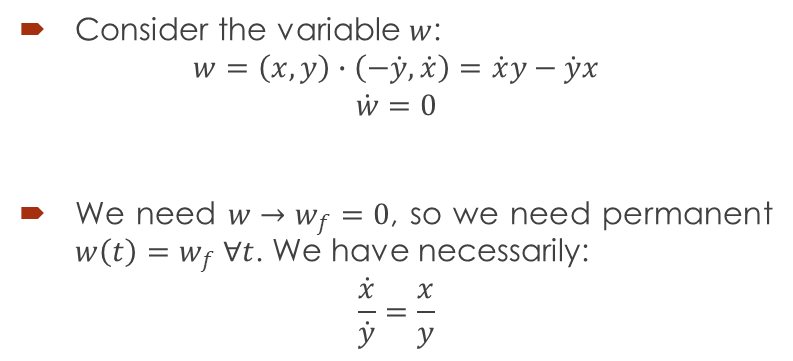 Consider the variable w:
w = (x, y) · (−ẏ, ẋ) = ẋy − ẏx
ẇ = 0
We need w → w_f = 0, so we need permanent
w(t) = w_f ∀t. We have necessarily:
ẋ/ẏ = x/y